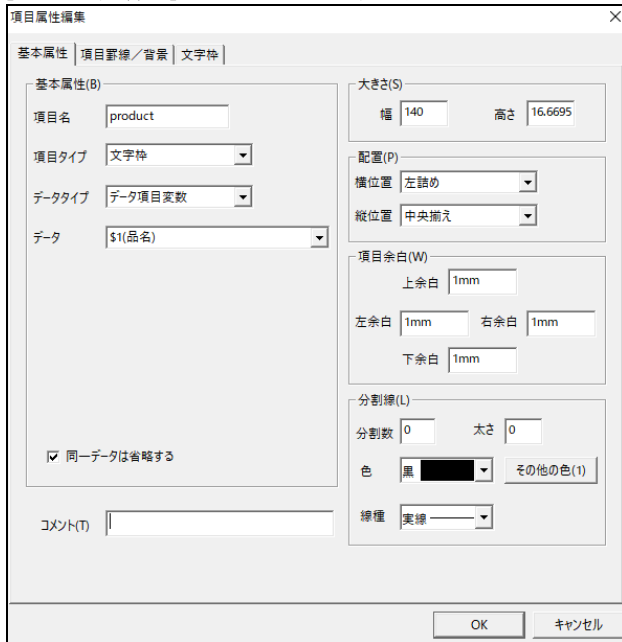 項目属性編集
基本属性 項目罫線／背景 文字枠
基本属性(B)
項目名 product
項目タイプ 文字枠
データタイプ データ項目変数
データ $1(品名)
同一データは省略する
コメント(T)
大きさ(S)
幅 140 高さ 16.6695
配置(P)
横位置 左詰め
縦位置 中央揃え
項目余白(W)
上余白 1mm
左余白 1mm 右余白 1mm
下余白 1mm
分割線(L)
分割数 0 太さ 0
色 黒 その他の色(1)
線種 実線
OK キャンセル